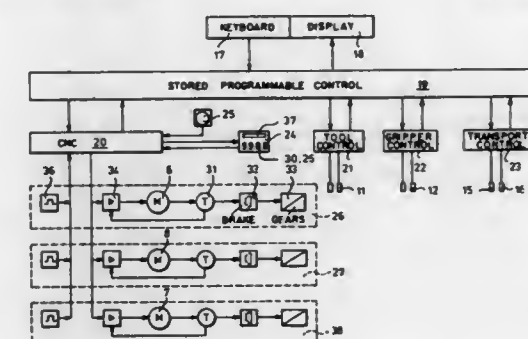 KEYBOARD DISPLAY
17 18
STORED PROGRAMMABLE CONTROL 19
25 37
CNC 20 24
TOOL CONTROL GRIPPER CONTROL TRANSPORT CONTROL
30,25 21 22 23
36 34 6 31 32 33 11 12 15 16
M T
BRAKE GEARS 26
8
M T
27
7
M T
38